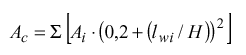 A_c = Σ ⌊A_i · (0,2 + (l_wi / H))²⌋